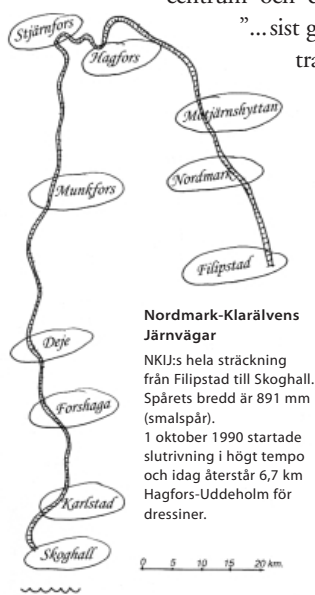 centrum och
"...sist g
tra
Stjärnfors
Hagfors
Motjärnshyttan
Nordmark
Munkfors
Filipstad
Nordmark-Klarälvens
Järnvägar
NKIJ:s hela sträckning
från Filipstad till Skoghall.
Spårets bredd är 891 mm
(smalspår).
1 oktober 1990 startade
slutrivning i högt tempo
och idag återstår 6,7 km
Hagfors-Uddeholm för
dressiner.
Deje
Forshaga
Karlstad
Skoghall
0 5 10 15 20 km.